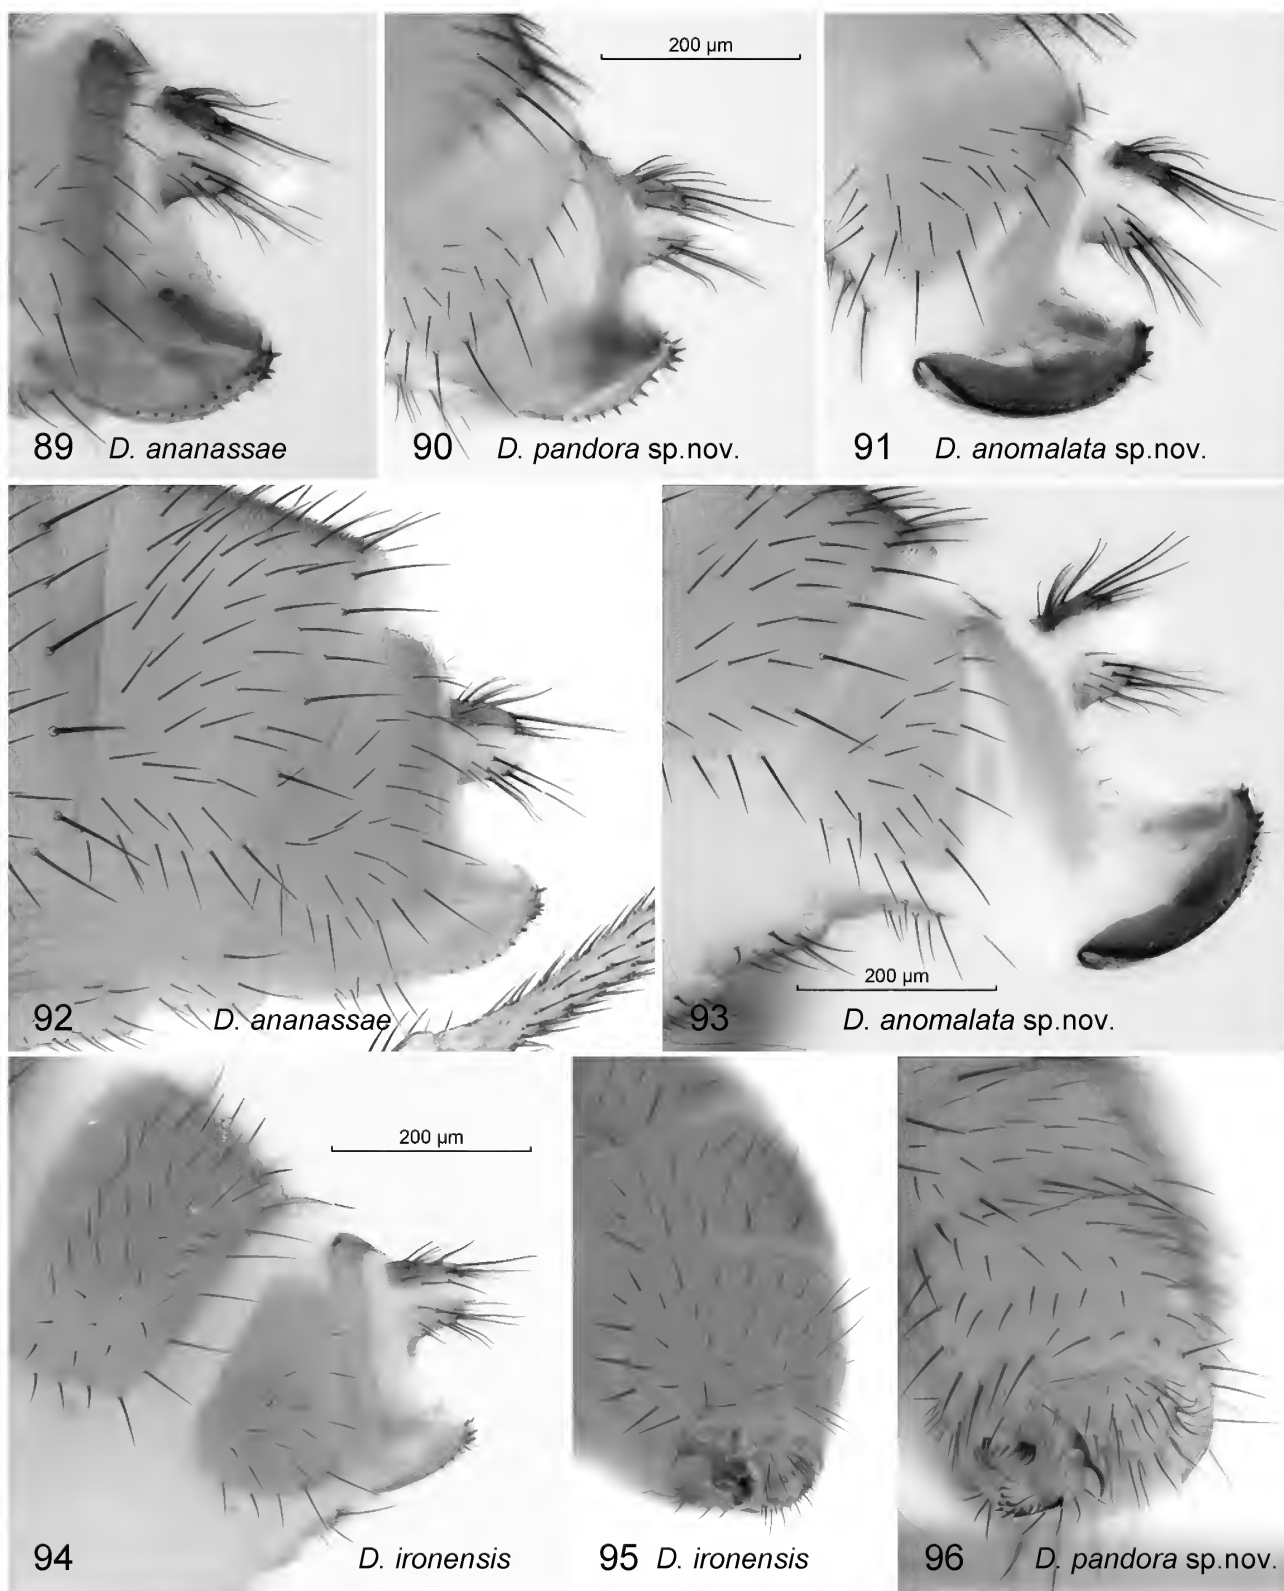 200 µm
89 D. ananassae
90 D. pandora sp.nov.
91 D. anomalata sp.nov.
92 D. ananassae
200 µm
93 D. anomalata sp.nov.
200 µm
94 D. ironensis
95 D. ironensis
96 D. pandora sp.nov.